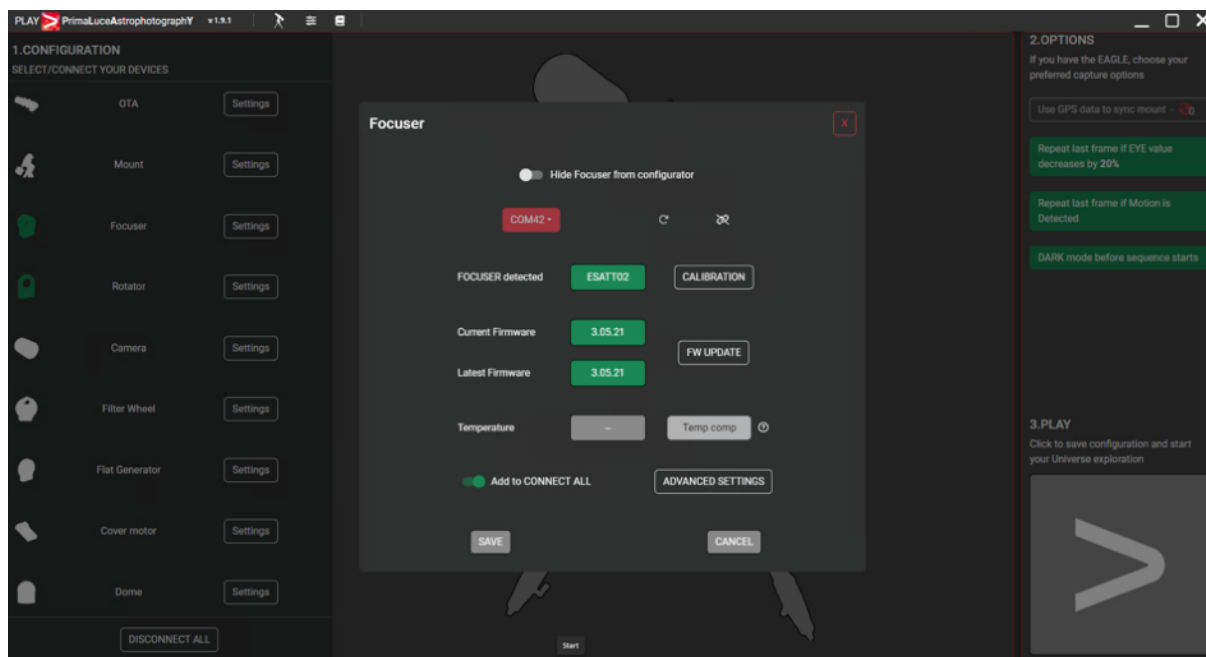 PLAY PrimaLuceAstrophotographY v1.9.1
1.CONFIGURATION
SELECT/CONNECT YOUR DEVICES
OTA Settings
Mount Settings
Focuser Settings
Rotator Settings
Camera Settings
Filter Wheel Settings
Flat Generator Settings
Cover motor Settings
Dome Settings
DISCONNECT ALL
Focuser X
Hide Focuser from configurator
COM42
FOCUSER detected ESATTO2 CALIBRATION
Current Firmware 3.05.21
FW UPDATE
Latest Firmware 3.05.21
Temperature – Temp comp ?
Add to CONNECT ALL ADVANCED SETTINGS
SAVE CANCEL
Start
2.OPTIONS
If you have the EAGLE, choose your
preferred capture options
Use GPS data to sync mount - 0
Repeat last frame if EYE value
decreases by 20%
Repeat last frame if Motion is
Detected
DARK mode before sequence starts
3.PLAY
Click to save configuration and start
your Universe exploration